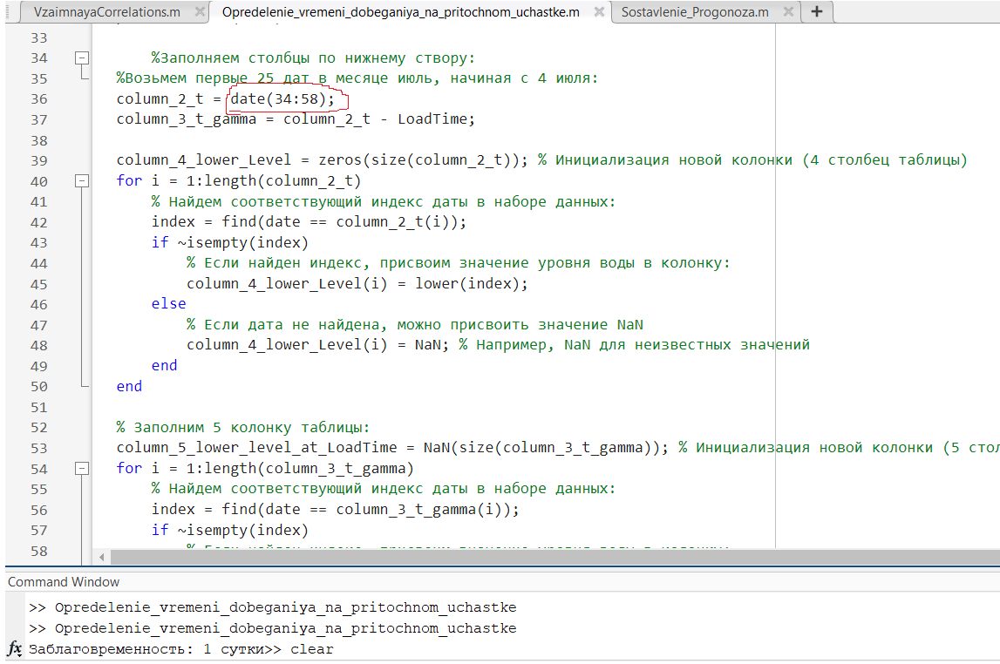 VzaimnayaCorrelations.m × Opredelenie_vremeni_dobeganiya_na_pritochnom_uchastke.m × Sostavlenie_Progonoza.m × +
33
34 %Заполняем столбцы по нижнему створу:
35 %Возьмем первые 25 дат в месяце июль, начиная с 4 июля:
36 column_2_t = date(34:58);
37 column_3_t_gamma = column_2_t - LoadTime;
38
39 column_4_lower_Level = zeros(size(column_2_t)); % Инициализация новой колонки (4 столбец таблицы)
40 for i = 1:length(column_2_t)
41 % Найдем соответствующий индекс даты в наборе данных:
42 index = find(date == column_2_t(i));
43 if ~isempty(index)
44 % Если найден индекс, присвоим значение уровня воды в колонку:
45 column_4_lower_Level(i) = lower(index);
46 else
47 % Если дата не найдена, можно присвоить значение NaN
48 column_4_lower_Level(i) = NaN; % Например, NaN для неизвестных значений
49 end
50 end
51
52 % Заполним 5 колонку таблицы:
53 column_5_lower_level_at_LoadTime = NaN(size(column_3_t_gamma)); % Инициализация новой колонки (5 стол
54 for i = 1:length(column_3_t_gamma)
55 % Найдем соответствующий индекс даты в наборе данных:
56 index = find(date == column_3_t_gamma(i));
57 if ~isempty(index)
58
Command Window
>> Opredelenie_vremeni_dobeganiya_na_pritochnom_uchastke
>> Opredelenie_vremeni_dobeganiya_na_pritochnom_uchastke
fx Заблаговременность: 1 сутки>> clear